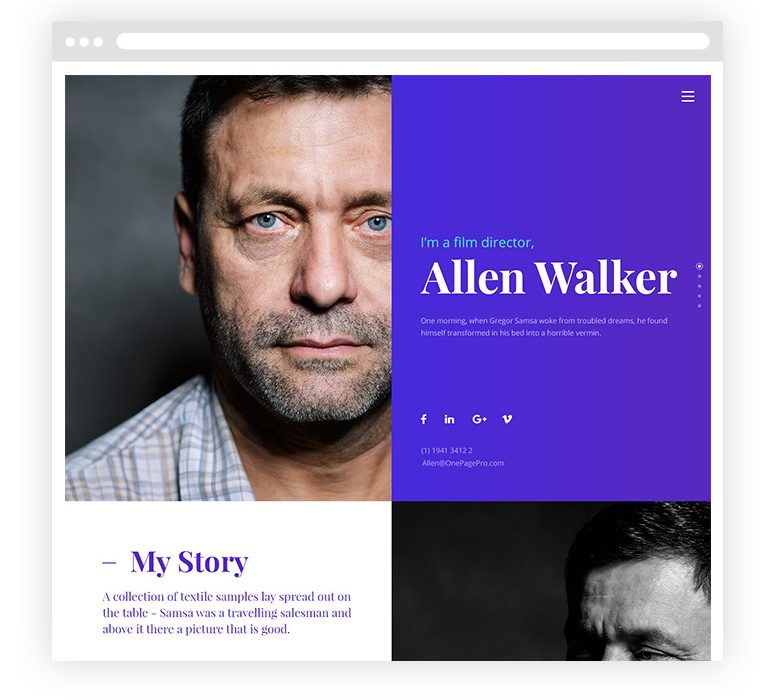 I'm a film director,
Allen Walker
One morning, when Gregor Samsa woke from troubled dreams, he found
himself transformed in his bed into a horrible vermin.
(1) 1941 3412 2
Allen@OnePagePro.com
– My Story
A collection of textile samples lay spread out on
the table - Samsa was a travelling salesman and
above it there a picture that is good.